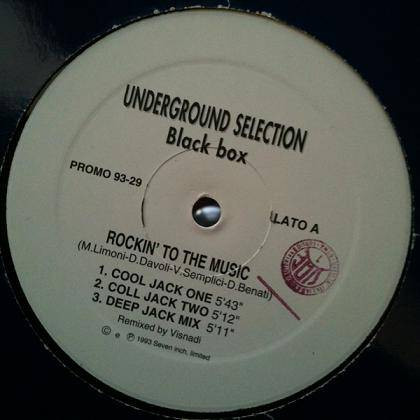 UNDERGROUND SELECTION
Black box
PROMO 93-29
LATO A
ROCKIN' TO THE MUSIC
(M.Limoni-D.Davoli-V.Semplici-D.Benati)
1. COOL JACK ONE 5'43"
2. COLL JACK TWO 5'12"
3. DEEP JACK MIX 5'11"
Remixed by Visnadi
© e ℗ 1993 Seven inch, limited